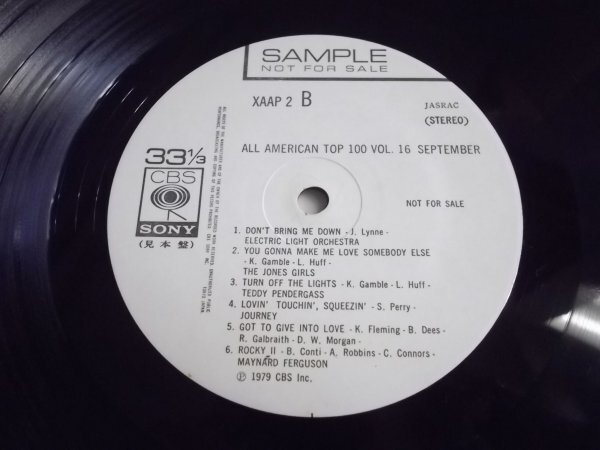 SAMPLE
NOT FOR SALE
XAAP 2 B
JASRAC
(STEREO)
33 1/3
CBS
SONY
(見本盤)
ALL AMERICAN TOP 100 VOL. 16 SEPTEMBER
NOT FOR SALE
1. DON'T BRING ME DOWN - J. Lynne -
ELECTRIC LIGHT ORCHESTRA
2. YOU GONNA MAKE ME LOVE SOMEBODY ELSE
- K. Gamble - L. Huff -
THE JONES GIRLS
3. TURN OFF THE LIGHTS - K. Gamble - L. Huff -
TEDDY PENDERGASS
4. LOVIN' TOUCHIN', SQUEEZIN' - S. Perry -
JOURNEY
5. GOT TO GIVE INTO LOVE - K. Fleming - B. Dees -
R. Galbraith - D. W. Morgan -
6. ROCKY II - B. Conti - A. Robbins - C. Connors -
MAYNARD FERGUSON
℗ 1979 CBS Inc.